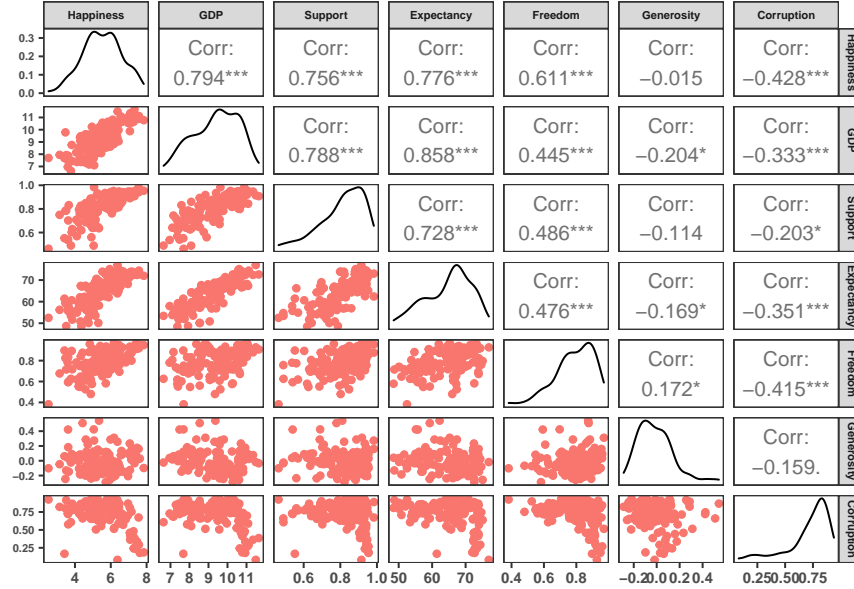 Happiness GDP Support Expectancy Freedom Generosity Corruption
0.3 0.2 0.1 0.0 Corr: 0.794*** Corr: 0.756*** Corr: 0.776*** Corr: 0.611*** Corr: −0.015 Corr: −0.428*** Happiness
11 10 9 8 7 Corr: 0.788*** Corr: 0.858*** Corr: 0.445*** Corr: −0.204* Corr: −0.333*** GDP
1.0 0.8 0.6 Corr: 0.728*** Corr: 0.486*** Corr: −0.114 Corr: −0.203* Support
70 60 50 Corr: 0.476*** Corr: −0.169* Corr: −0.351*** Expectancy
0.8 0.6 0.4 Corr: 0.172* Corr: −0.415*** Freedom
0.4 0.2 0.0 −0.2 Corr: −0.159. Generosity
0.75 0.50 0.25 Corruption
4 6 8 7 8 9 10 11 0.6 0.8 1.0 50 60 70 0.4 0.6 0.8 −0.2 0.0 0.2 0.4 0.25 0.50 0.75